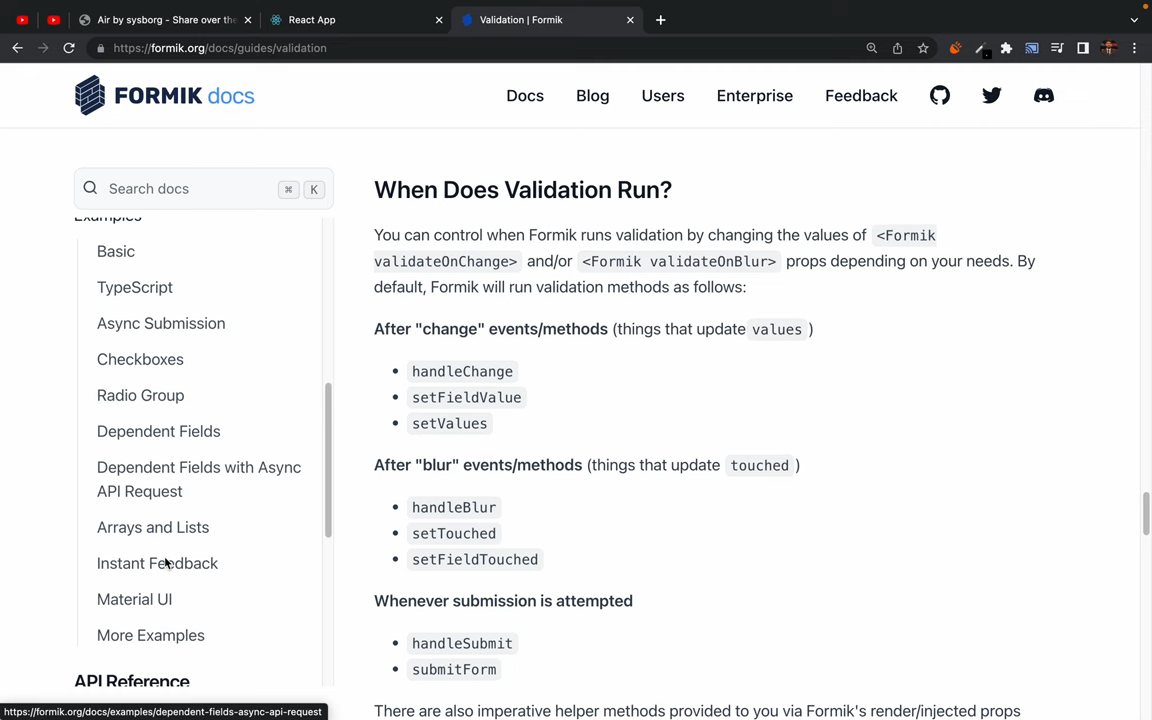 Air by sysborg - Share over the
React App
Validation | Formik
https://formik.org/docs/guides/validation
FORMIK docs
Docs
Blog
Users
Enterprise
Feedback
Search docs
⌘
K
Examples
Basic
TypeScript
Async Submission
Checkboxes
Radio Group
Dependent Fields
Dependent Fields with Async
API Request
Arrays and Lists
Instant Feedback
Material UI
More Examples
API Reference
When Does Validation Run?
You can control when Formik runs validation by changing the values of <Formik
validateOnChange> and/or <Formik validateOnBlur> props depending on your needs. By
default, Formik will run validation methods as follows:
After "change" events/methods (things that update values )
• handleChange
• setFieldValue
• setValues
After "blur" events/methods (things that update touched )
• handleBlur
• setTouched
• setFieldTouched
Whenever submission is attempted
• handleSubmit
• submitForm
There are also imperative helper methods provided to you via Formik's render/injected props
https://formik.org/docs/examples/dependent-fields-async-api-request